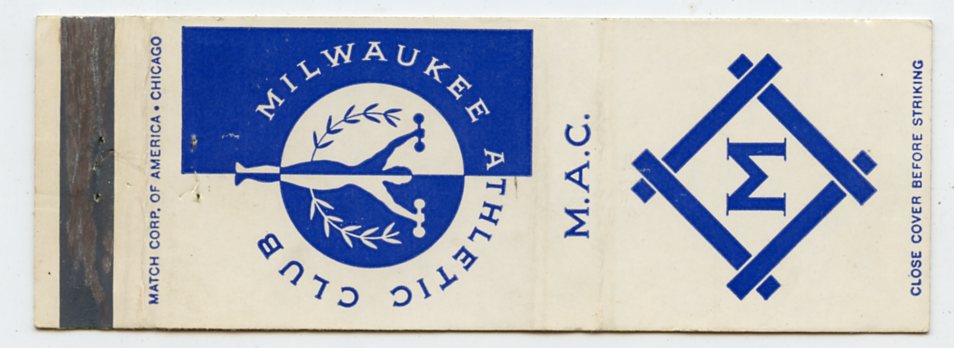 MATCH CORP. OF AMERICA • CHICAGO
MILWAUKEE ATHLETIC CLUB
M.A.C.
M
CLOSE COVER BEFORE STRIKING